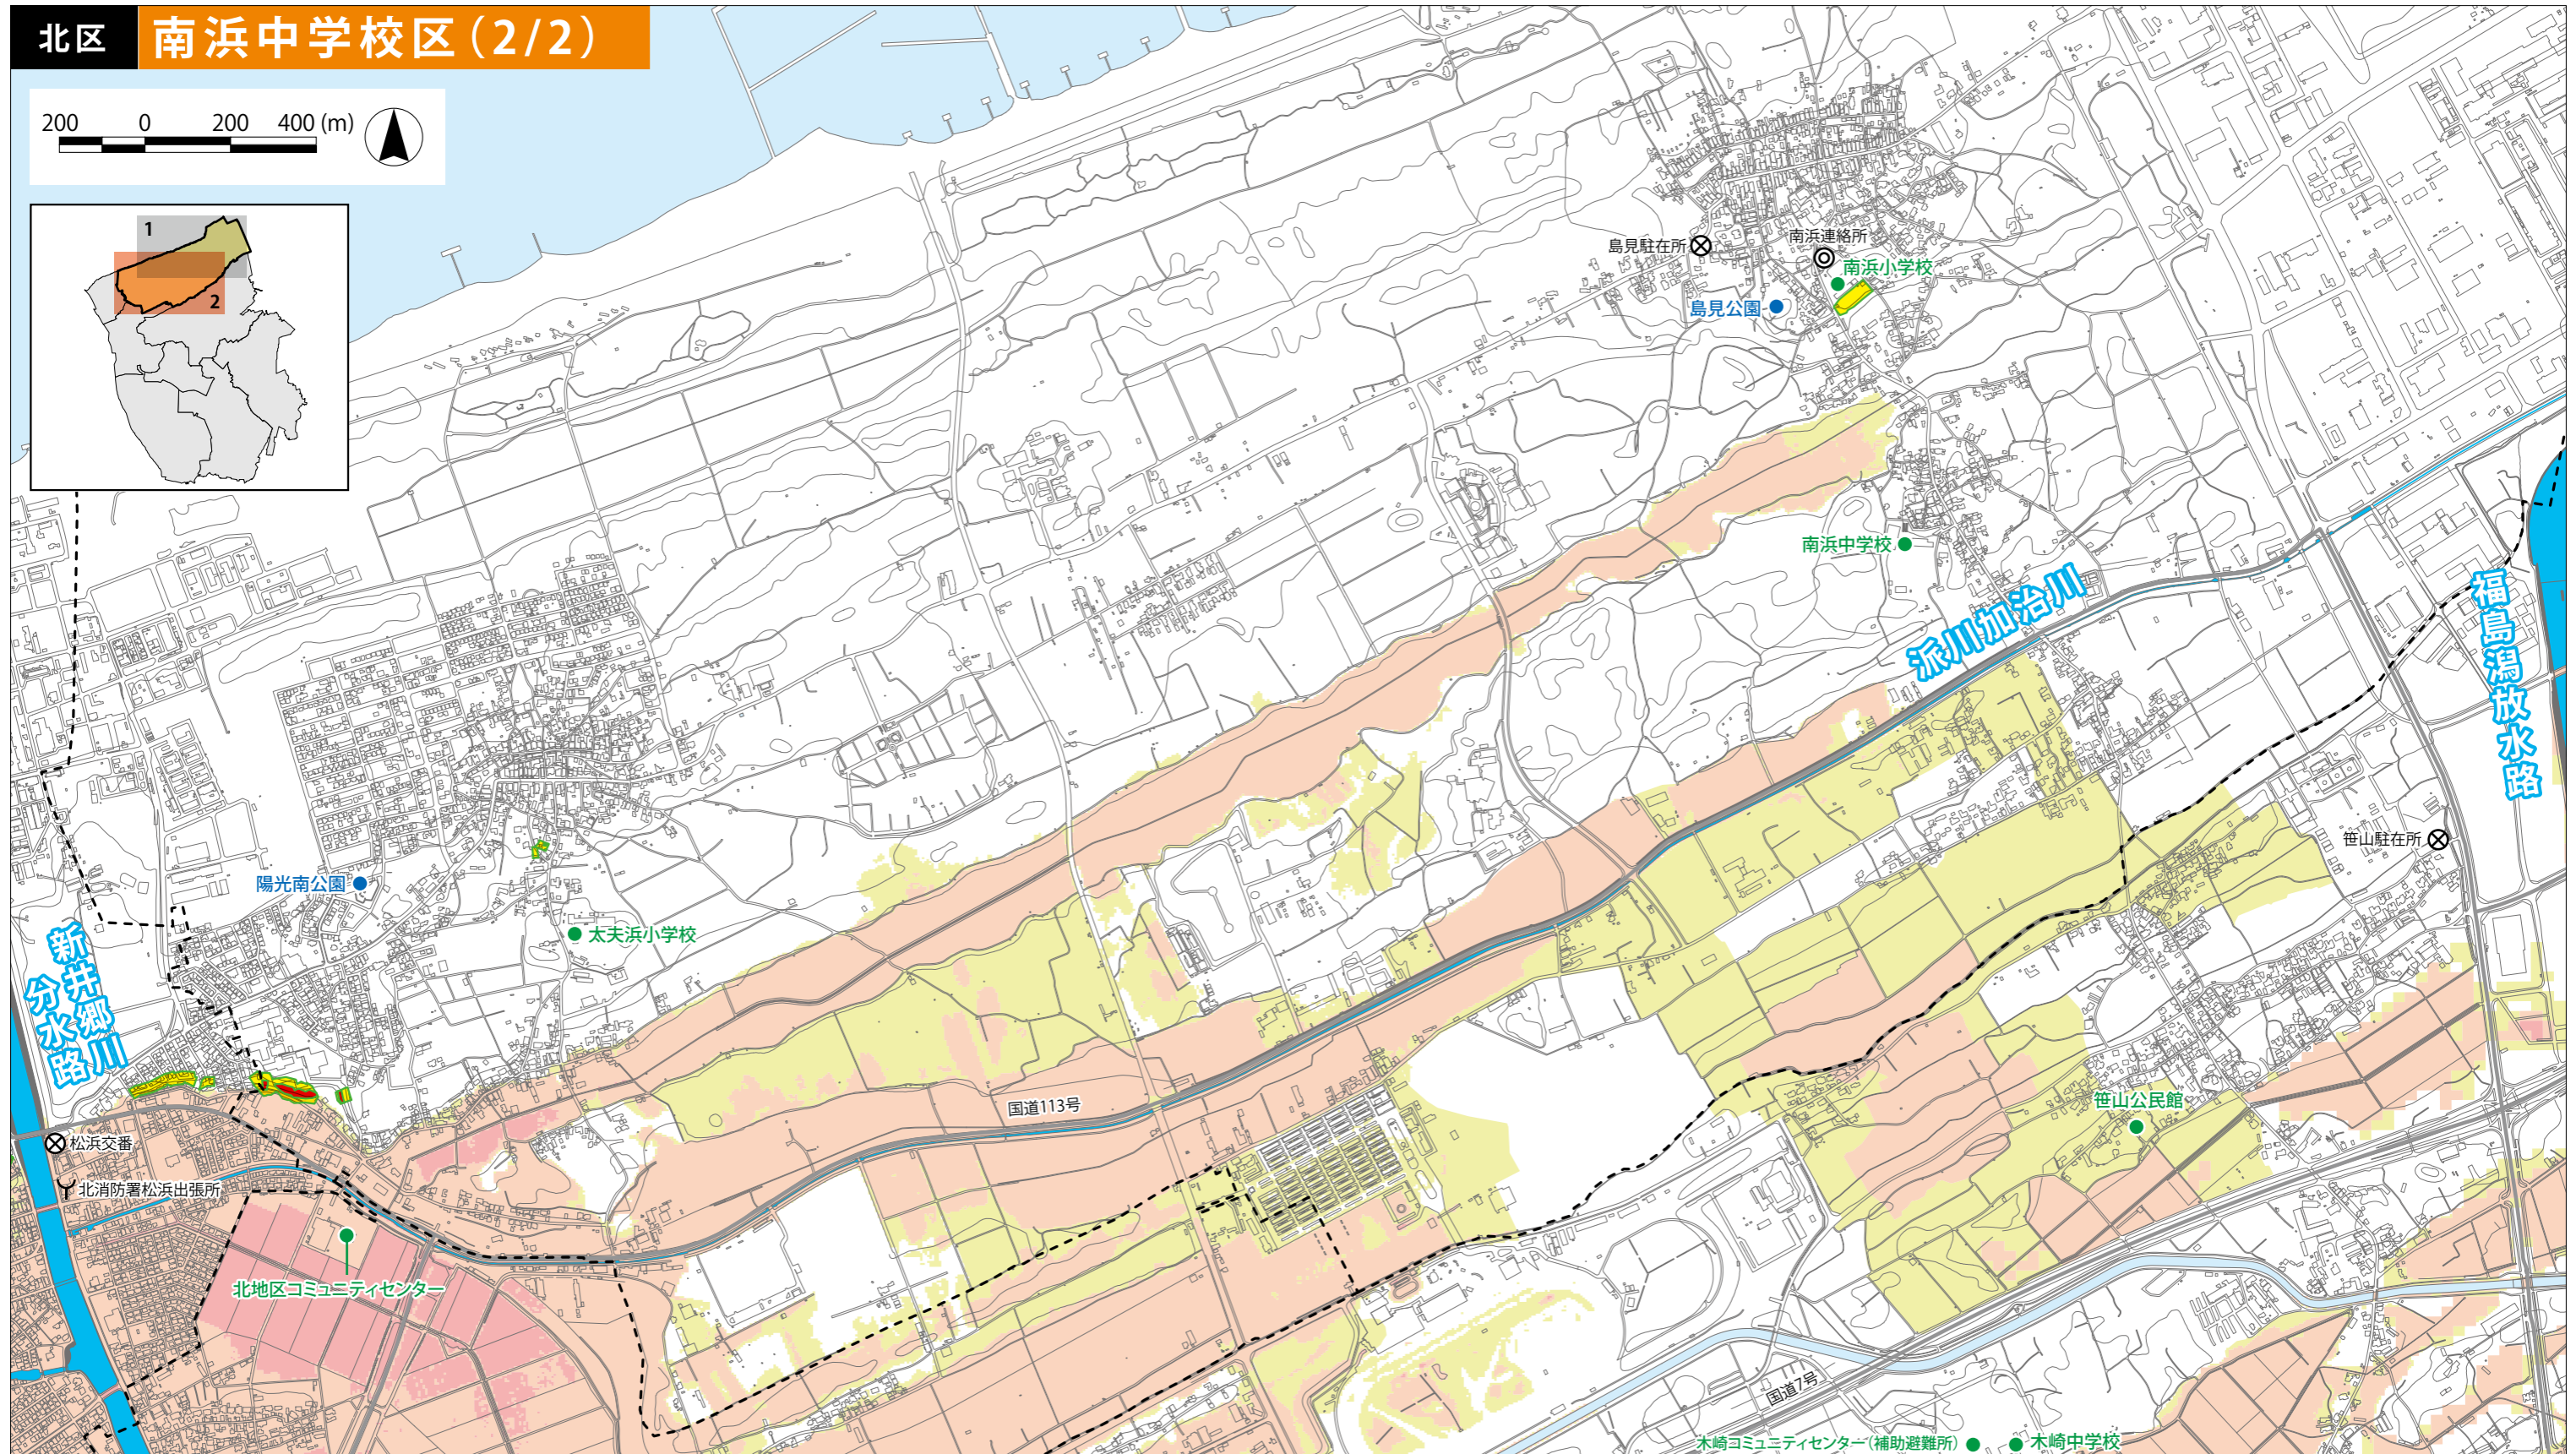 北区
南浜中学校区(2/2)
200 0 200 400 (m)
1
2
島見駐在所
南浜連絡所
南浜小学校
島見公園
南浜中学校
派川加治川
福島潟放水路
笹山駐在所
陽光南公園
太夫浜小学校
新井郷川
分水路
国道113号
笹山公民館
松浜交番
北消防署松浜出張所
北地区コミュニティセンター
国道7号
木崎コミュニティセンター(補助避難所)
木崎中学校